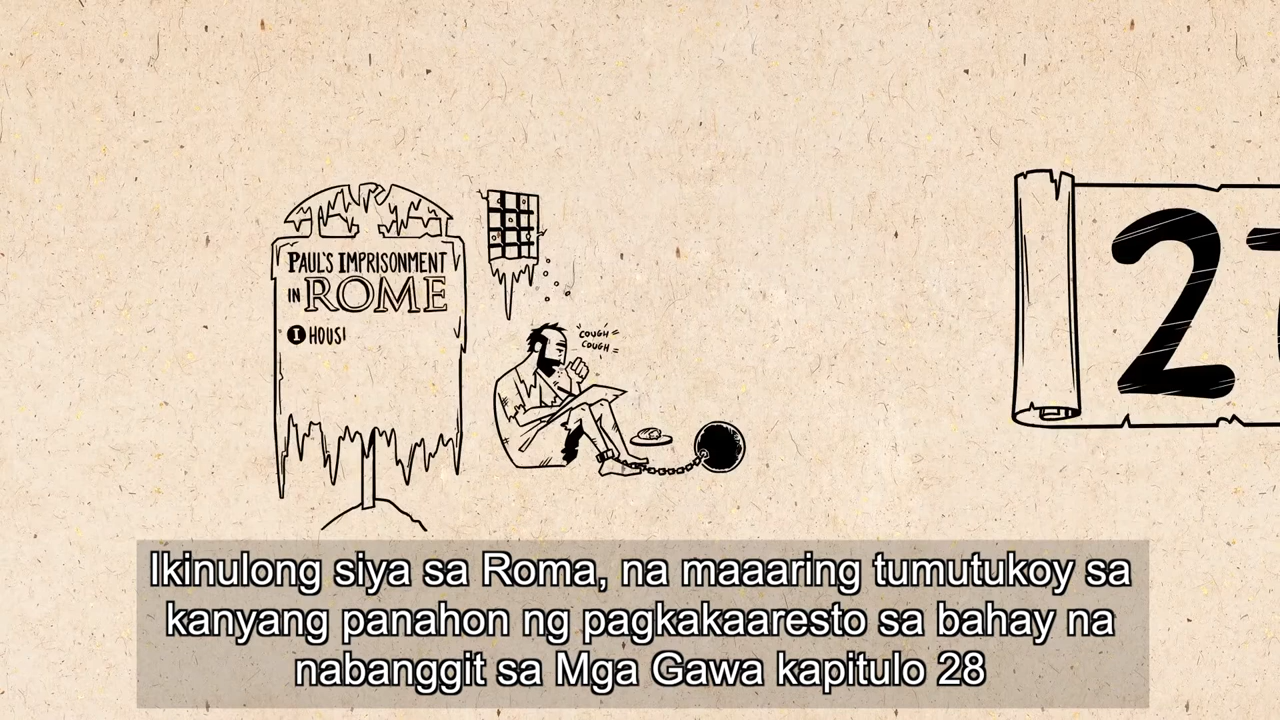 PAUL'S IMPRISONMENT
IN ROME
I HOUSI
"COUGH
COUGH
2
Ikinulong siya sa Roma, na maaaring tumutukoy sa
kanyang panahon ng pagkakaaresto sa bahay na
nabanggit sa Mga Gawa kapitulo 28